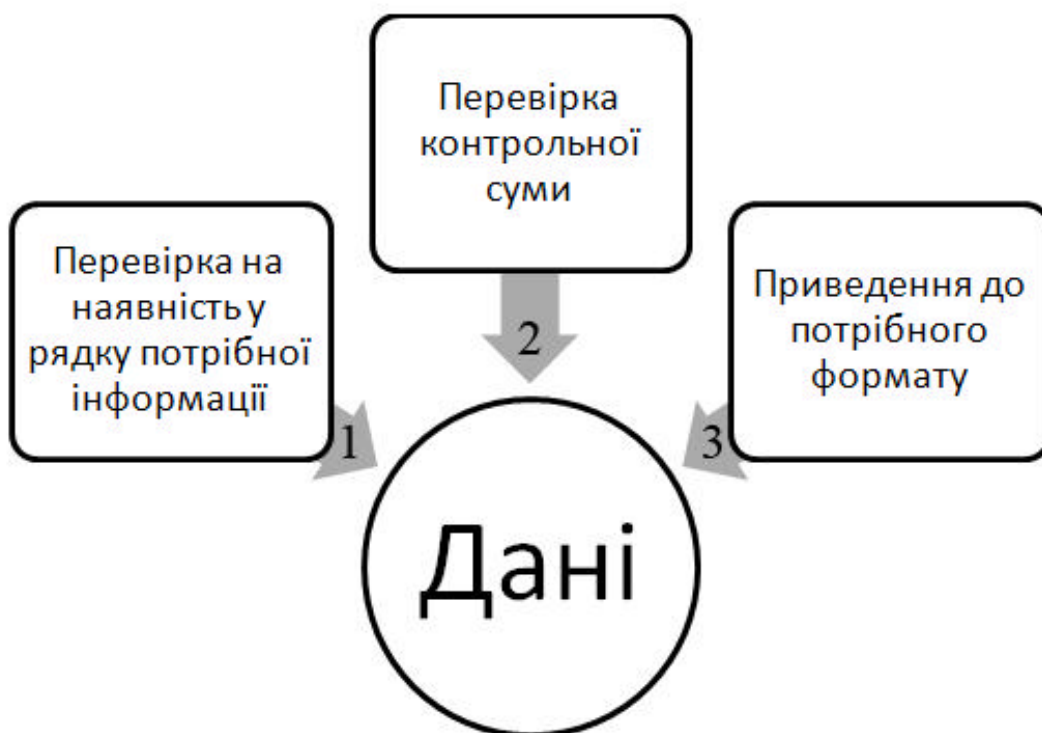 Перевірка на
наявність у
рядку потрібної
інформації
1
Перевірка
контрольної
суми
2
Приведення до
потрібного
формату
3
Дані